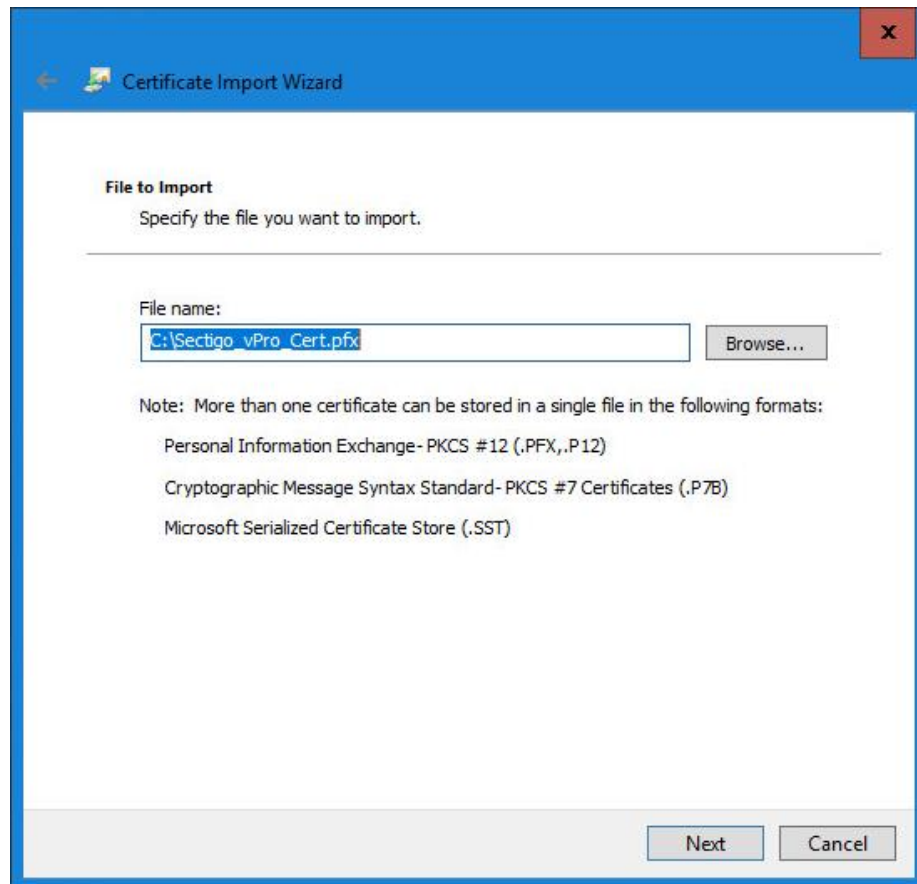 x
Certificate Import Wizard
File to Import
Specify the file you want to import.
File name:
C:\Sectigo_vPro_Cert.pfx
Browse...
Note: More than one certificate can be stored in a single file in the following formats:
Personal Information Exchange- PKCS #12 (.PFX,.P12)
Cryptographic Message Syntax Standard- PKCS #7 Certificates (.P7B)
Microsoft Serialized Certificate Store (.SST)
Next
Cancel